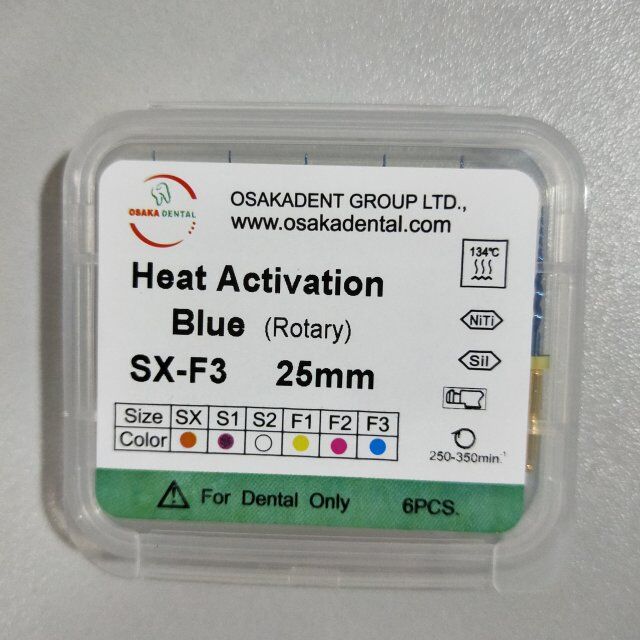 OSAKA DENTAL
OSAKADENT GROUP LTD.,
www.osakadental.com
134℃
Heat Activation
Blue (Rotary)
NiTi
SX-F3 25mm
Sil
Size SX S1 S2 F1 F2 F3
Color
250-350min.⁻¹
For Dental Only 6PCS.